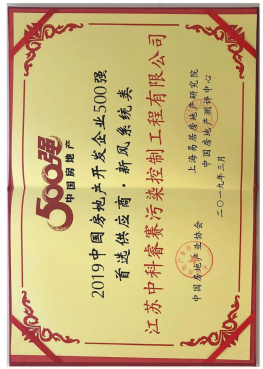 500强
中国房地产
2019中国房地产开发企业500强
首选供应商·新风系统类
江苏中科睿赛污染控制工程有限公司
中国房地产业协会
上海易居房地产研究院
中国房地产测评中心
二〇一九年三月